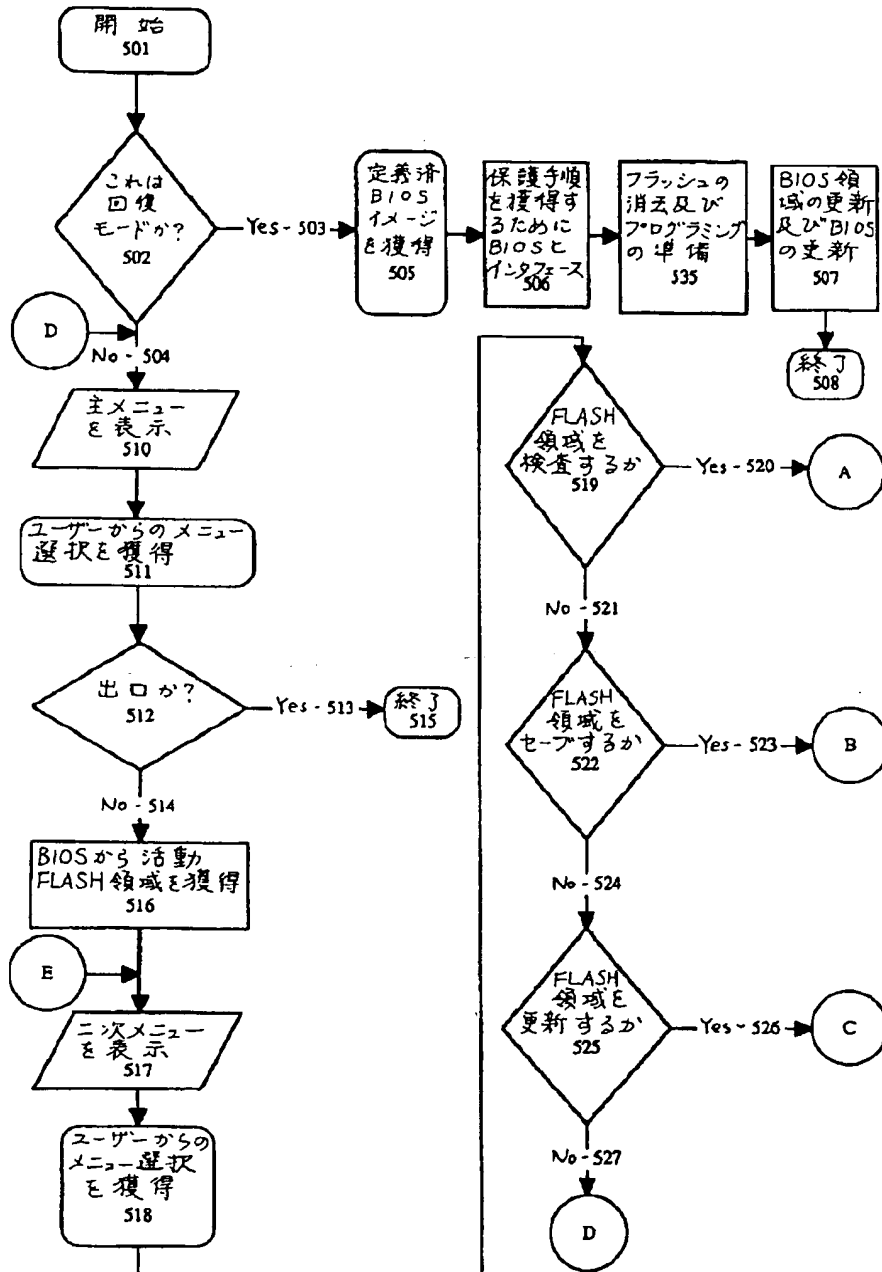 開始
501
これは
回復
モードか?
502
Yes - 503
定義済
BIOS
イメージ
を獲得
505
保護手順
を獲得す
るために
BIOSと
インタフェース
506
フラッシュの
消去及び
プログラミング
の準備
535
BIOS領
域の更新
及びBIOS
の更新
507
終了
508
D
No - 504
主メニュー
を表示
510
ユーザーからのメニュー
選択を獲得
511
出口か?
512
Yes - 513
終了
515
No - 514
BIOSから活動
FLASH領域を獲得
516
E
二次メニュー
を表示
517
ユーザーからの
メニュー選択
を獲得
518
FLASH
領域を
検査するか
519
Yes - 520
A
No - 521
FLASH
領域を
セーブするか
522
Yes - 523
B
No - 524
FLASH
領域を
更新するか
525
Yes - 526
C
No - 527
D